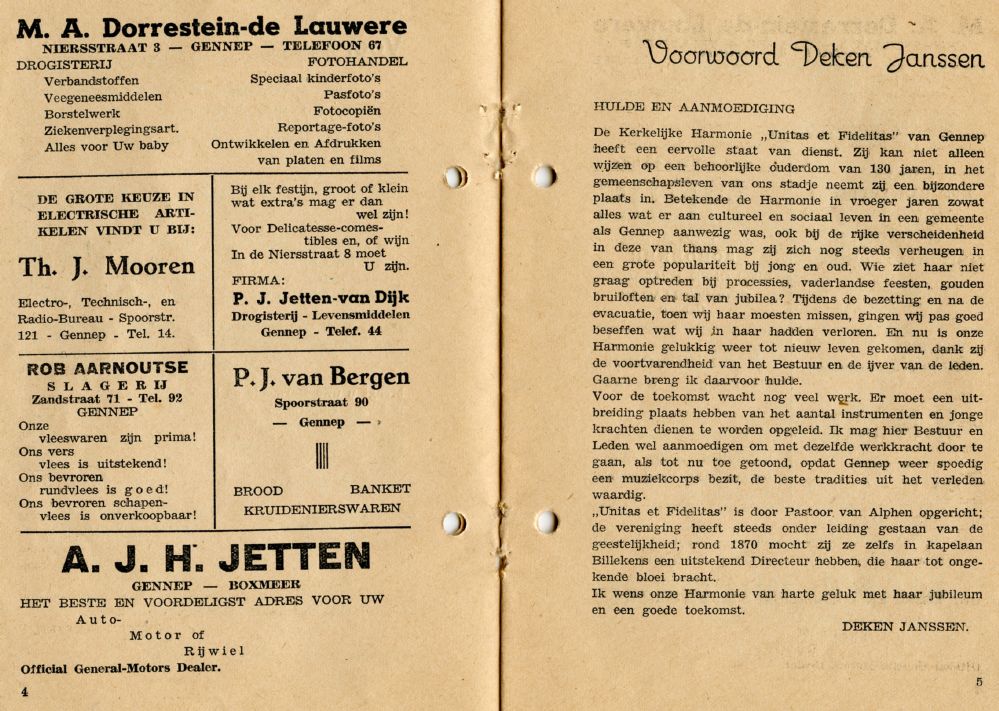 M. A. Dorrestein-de Lauwere
NIERSSTRAAT 3 — GENNEP — TELEFOON 67
DROGISTERIJ
Verbandstoffen
Veegeneesmiddelen
Borstelwerk
Ziekenverplegingsart.
Alles voor Uw baby
FOTOHANDEL
Speciaal kinderfoto's
Pasfoto's
Fotocopiën
Reportage-foto's
Ontwikkelen en Afdrukken
van platen en films
DE GROTE KEUZE IN
ELECTRISCHE ARTI-
KELEN VINDT U BIJ:
Th. J. Mooren
Electro-, Technisch-, en
Radio-Bureau - Spoorstr.
121 - Gennep - Tel. 14.
Bij elk festijn, groot of klein
wat extra's mag er dan
wel zijn!
Voor Delicatesse-comes-
tibles en, of wijn
In de Niersstraat 8 moet
U zijn.
FIRMA:
P. J. Jetten-van Dijk
Drogisterij - Levensmiddelen
Gennep - Telef. 44
ROB AARNOUTSE
SLAGERIJ
Zandstraat 71 - Tel. 92
GENNEP
Onze
vleeswaren zijn prima!
Ons vers
vlees is uitstekend!
Ons bevroren
rundvlees is goed!
Ons bevroren schapen-
vlees is onverkoopbaar!
P. J. van Bergen
Spoorstraat 90
— Gennep —
BROOD BANKET
KRUIDENIERSWAREN
A. J. H. JETTEN
GENNEP — BOXMEER
HET BESTE EN VOORDELIGST ADRES VOOR UW
Auto-
Motor of
Rijwiel
Official General-Motors Dealer.
4
Voorwoord Deken Janssen
HULDE EN AANMOEDIGING
De Kerkelijke Harmonie „Unitas et Fidelitas" van Gennep
heeft een eervolle staat van dienst. Zij kan niet alleen
wijzen op een behoorlijke ouderdom van 130 jaren, in het
gemeenschapsleven van ons stadje neemt zij een bijzondere
plaats in. Betekende de Harmonie in vroeger jaren zowat
alles wat er aan cultureel en sociaal leven in een gemeente
als Gennep aanwezig was, ook bij de rijke verscheidenheid
in deze van thans mag zij zich nog steeds verheugen in
een grote populariteit bij jong en oud. Wie ziet haar niet
graag optreden bij processies, vaderlandse feesten, gouden
bruiloften en tal van jubilea? Tijdens de bezetting en na de
evacuatie, toen wij haar moesten missen, gingen wij pas goed
beseffen wat wij in haar hadden verloren. En nu is onze
Harmonie gelukkig weer tot nieuw leven gekomen, dank zij
de voortvarendheid van het Bestuur en de ijver van de leden.
Gaarne breng ik daarvoor hulde.
Voor de toekomst wacht nog veel werk. Er moet een uit-
breiding plaats hebben van het aantal instrumenten en jonge
krachten dienen te worden opgeleid. Ik mag hier Bestuur en
Leden wel aanmoedigen om met dezelfde werkkracht door te
gaan, als tot nu toe getoond, opdat Gennep weer spoedig
een muziekcorps bezit, de beste tradities uit het verleden
waardig.
„Unitas et Fidelitas" is door Pastoor van Alphen opgericht;
de vereniging heeft steeds onder leiding gestaan van de
geestelijkheid; rond 1870 mocht zij ze zelfs in kapelaan
Billekens een uitstekend Directeur hebben, die haar tot onge-
kende bloei bracht.
Ik wens onze Harmonie van harte geluk met haar jubileum
en een goede toekomst.
DEKEN JANSSEN.
5